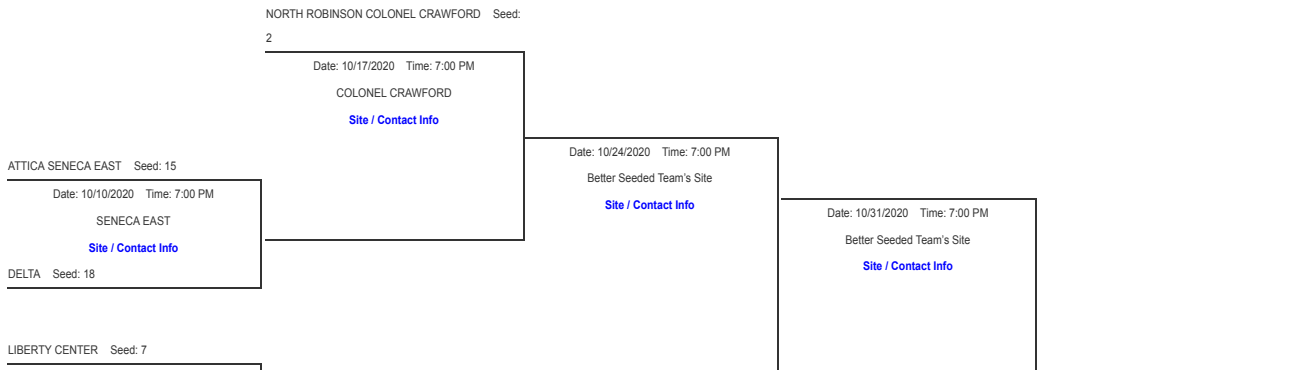 NORTH ROBINSON COLONEL CRAWFORD Seed:
2
Date: 10/17/2020 Time: 7:00 PM
COLONEL CRAWFORD
Site / Contact Info
Date: 10/24/2020 Time: 7:00 PM
Better Seeded Team's Site
Site / Contact Info
ATTICA SENECA EAST Seed: 15
Date: 10/10/2020 Time: 7:00 PM
SENECA EAST
Site / Contact Info
DELTA Seed: 18
Date: 10/31/2020 Time: 7:00 PM
Better Seeded Team's Site
Site / Contact Info
LIBERTY CENTER Seed: 7